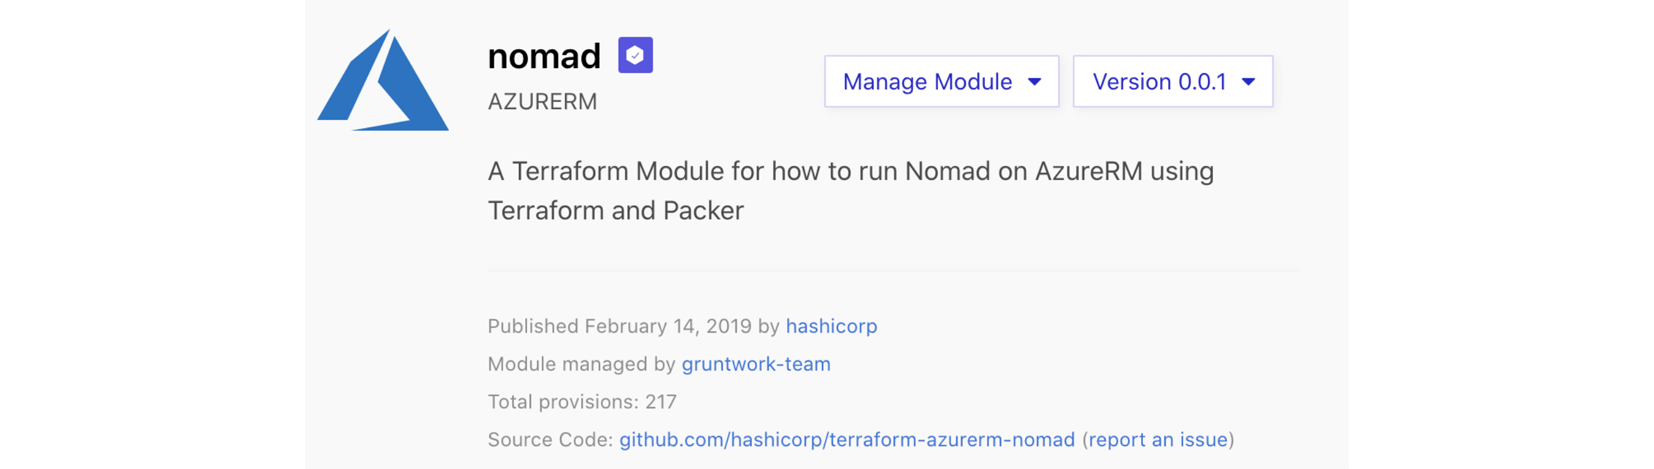 nomad
AZURERM
Manage Module
Version 0.0.1
A Terraform Module for how to run Nomad on AzureRM using
Terraform and Packer
Published February 14, 2019 by hashicorp
Module managed by gruntwork-team
Total provisions: 217
Source Code: github.com/hashicorp/terraform-azurerm-nomad (report an issue)